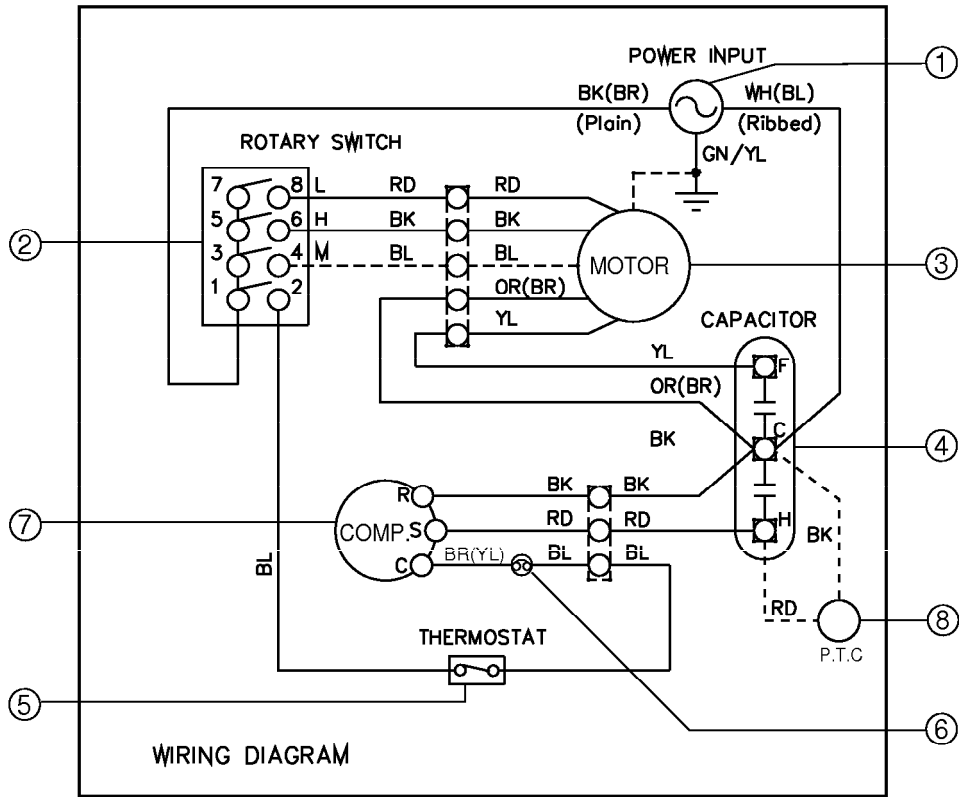 POWER INPUT
1
BK(BR)
WH(BL)
(Plain)
(Ribbed)
GN/YL
ROTARY SWITCH
7 8 L RD RD
5 6 H BK BK
2
3 4 M BL BL
MOTOR
3
1 2
OR(BR)
YL
CAPACITOR
YL
F
OR(BR)
C
BK
4
R
BK BK
7
COMP.
S
RD RD
H
BK
C
BR(YL)
BL BL
BL
RD
8
P.T.C
THERMOSTAT
5
6
WIRING DIAGRAM